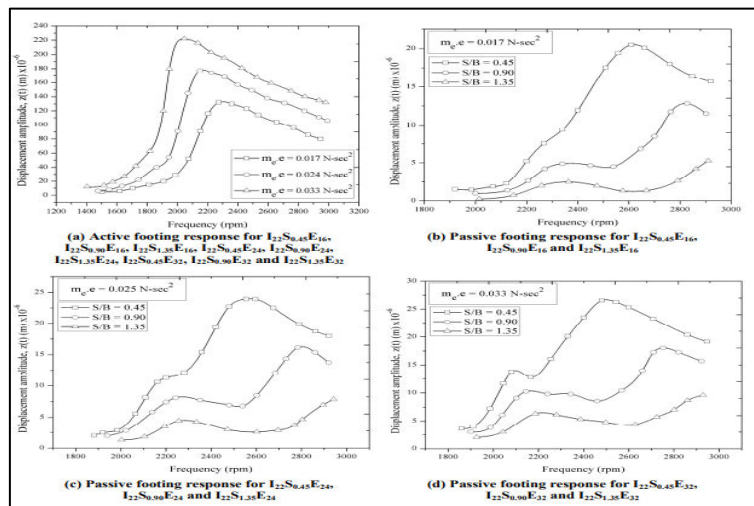 Displacement amplitude, z(t) (m) x10⁻⁶
240
220
200
180
160
140
120
100
80
60
40
20
0
mₑ.e = 0.017 N-sec²
mₑ.e = 0.024 N-sec²
mₑ.e = 0.033 N-sec²
1200 1400 1600 1800 2000 2200 2400 2600 2800 3000
Frequency (rpm)
(a) Active footing response for I₂₂S₀.₄₅E₁₆,
I₂₂S₀.₉₀E₁₆, I₂₂S₁.₃₅E₁₆, I₂₂S₀.₄₅E₂₄, I₂₂S₀.₉₀E₂₄,
I₂₂S₁.₃₅E₂₄, I₂₂S₀.₄₅E₃₂, I₂₂S₀.₉₀E₃₂ and I₂₂S₁.₃₅E₃₂
Displacement amplitude, z(t) (m) x10⁻⁶
20
15
10
5
0
mₑ.e = 0.017 N-sec²
S/B = 0.45
S/B = 0.90
S/B = 1.35
1800 2000 2200 2400 2600 2800 3000
Frequency (rpm)
(b) Passive footing response for I₂₂S₀.₄₅E₁₆,
I₂₂S₀.₉₀E₁₆ and I₂₂S₁.₃₅E₁₆
Displacement amplitude, z(t) (m) x10⁻⁶
25
20
15
10
5
0
mₑ.e = 0.025 N-sec²
S/B = 0.45
S/B = 0.90
S/B = 1.35
2000 2200 2400 2600 2800 3000
Frequency (rpm)
(c) Passive footing response for I₂₂S₀.₄₅E₂₄,
I₂₂S₀.₉₀E₂₄ and I₂₂S₁.₃₅E₂₄
Displacement amplitude, z(t) (m) x10⁻⁶
30
25
20
15
10
5
0
mₑ.e = 0.033 N-sec²
S/B = 0.45
S/B = 0.90
S/B = 1.35
1800 2000 2200 2400 2600 2800 3000
Frequency (rpm)
(d) Passive footing response for I₂₂S₀.₄₅E₃₂,
I₂₂S₀.₉₀E₃₂ and I₂₂S₁.₃₅E₃₂